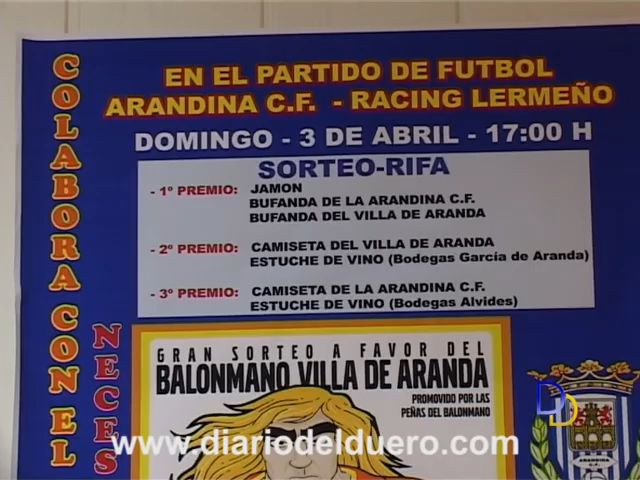 COLABORA CON EL
NECES
EN EL PARTIDO DE FUTBOL
ARANDINA C.F. - RACING LERMEÑO
DOMINGO - 3 DE ABRIL - 17:00 H
SORTEO-RIFA
- 1º PREMIO: JAMON
BUFANDA DE LA ARANDINA C.F.
BUFANDA DEL VILLA DE ARANDA
- 2º PREMIO: CAMISETA DEL VILLA DE ARANDA
ESTUCHE DE VINO (Bodegas García de Aranda)
- 3º PREMIO: CAMISETA DE LA ARANDINA C.F.
ESTUCHE DE VINO (Bodegas Alvides)
GRAN SORTEO A FAVOR DEL
BALONMANO VILLA DE ARANDA
PROMOVIDO POR LAS
PEÑAS DEL BALONMANO
DD
ARANDINA
C.F.
www.diariodelduero.com